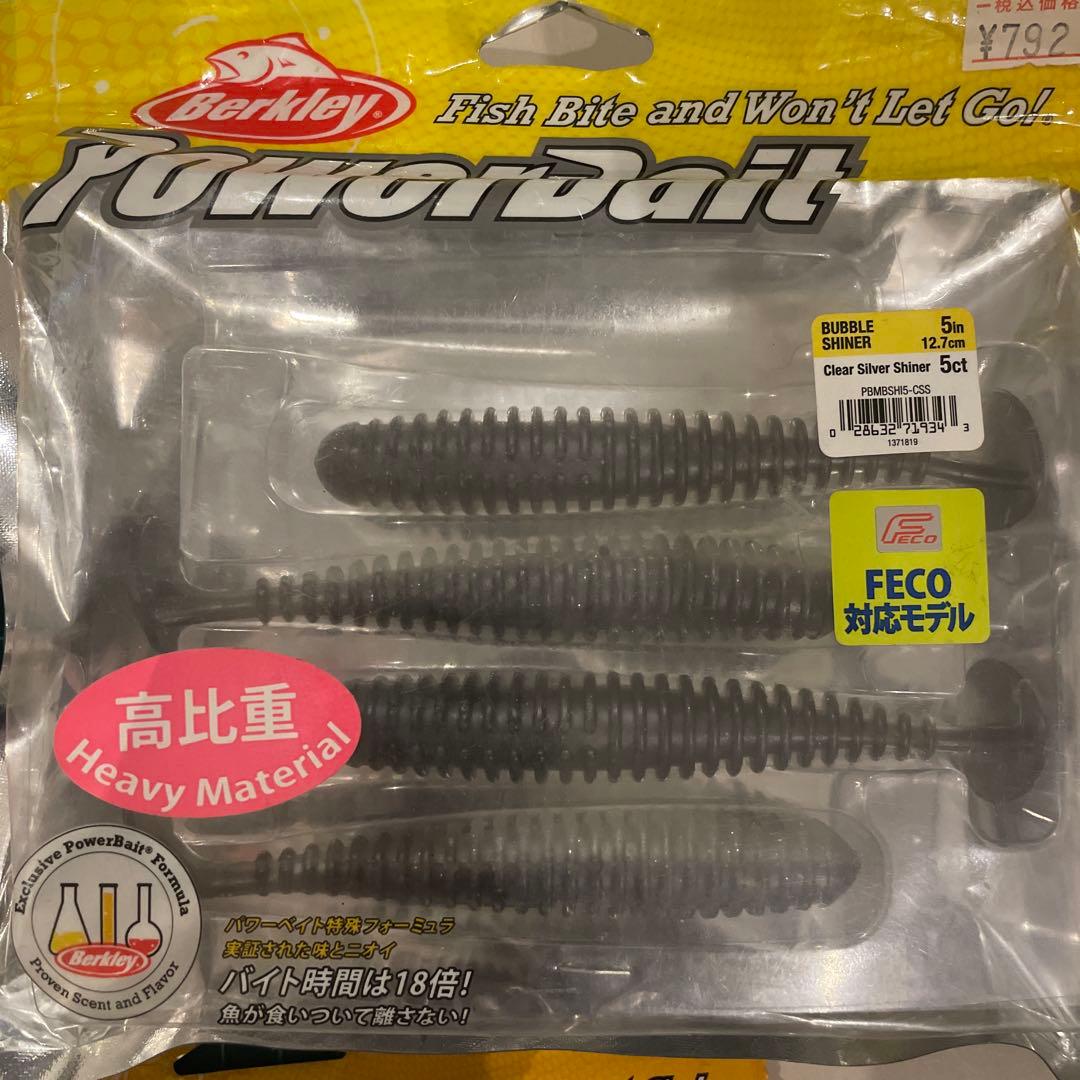 一税込価格
¥792
Berkley
Fish Bite and Won't Let Go!
PowerBait
BUBBLE SHINER
5in
12.7cm
Clear Silver Shiner 5ct
PBMBSHI5-CSS
0 28632 71934 3
1371819
FECO
FECO
対応モデル
高比重
Heavy Material
Exclusive PowerBait® Formula
Berkley
Proven Scent and Flavor
パワーベイト特殊フォーミュラ
実証された味とニオイ
バイト時間は18倍!
魚が食いついて離さない!